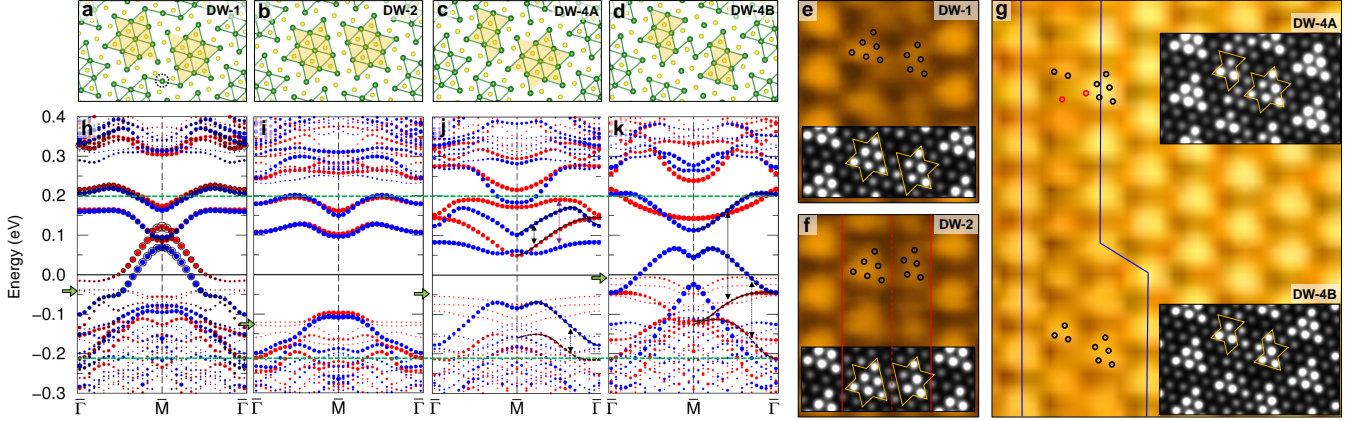 a
DW-1
b
DW-2
c
DW-4A
d
DW-4B
e
DW-1
f
DW-2
g
DW-4A
DW-4B
h
i
j
k
Energy (eV)
0.4
0.3
0.2
0.1
0.0
−0.1
−0.2
−0.3
Γ̄ M̄ Γ̄ Γ̄ M̄ Γ̄ Γ̄ M̄ Γ̄ Γ̄ M̄ Γ̄